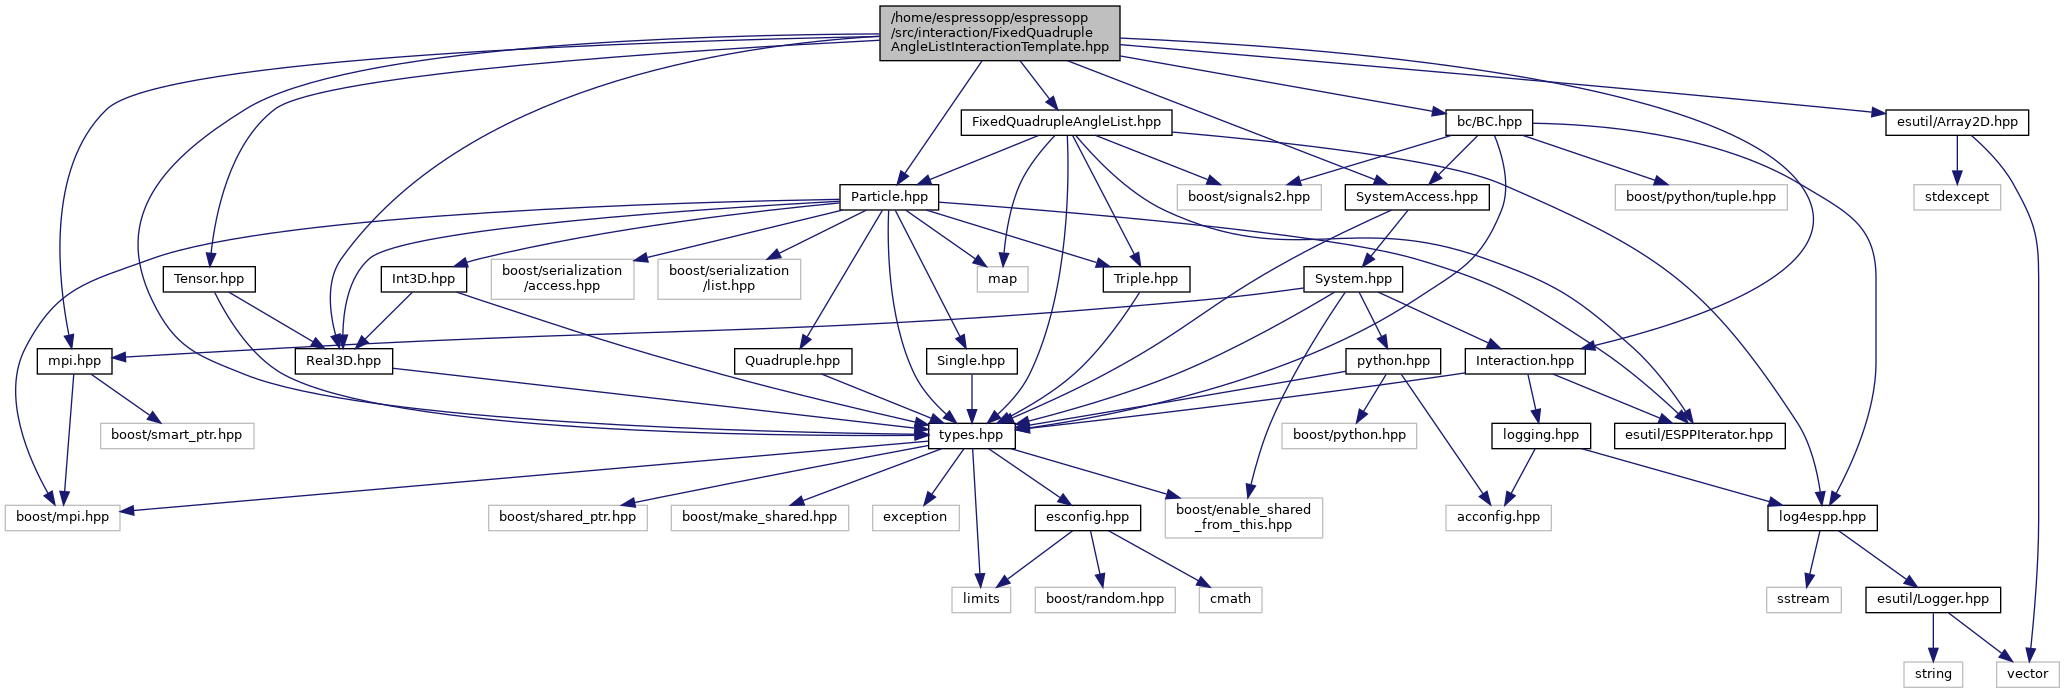 /home/espressopp/espressopp
/src/interaction/FixedQuadruple
AngleListInteractionTemplate.hpp
FixedQuadrupleAngleList.hpp
bc/BC.hpp
esutil/Array2D.hpp
Particle.hpp
boost/signals2.hpp
SystemAccess.hpp
boost/python/tuple.hpp
stdexcept
Tensor.hpp
Int3D.hpp
boost/serialization
/access.hpp
boost/serialization
/list.hpp
map
Triple.hpp
System.hpp
mpi.hpp
Real3D.hpp
Quadruple.hpp
Single.hpp
python.hpp
Interaction.hpp
boost/smart_ptr.hpp
types.hpp
boost/python.hpp
logging.hpp
esutil/ESPPIterator.hpp
boost/mpi.hpp
boost/shared_ptr.hpp
boost/make_shared.hpp
exception
esconfig.hpp
boost/enable_shared
_from_this.hpp
acconfig.hpp
log4espp.hpp
limits
boost/random.hpp
cmath
sstream
esutil/Logger.hpp
string
vector